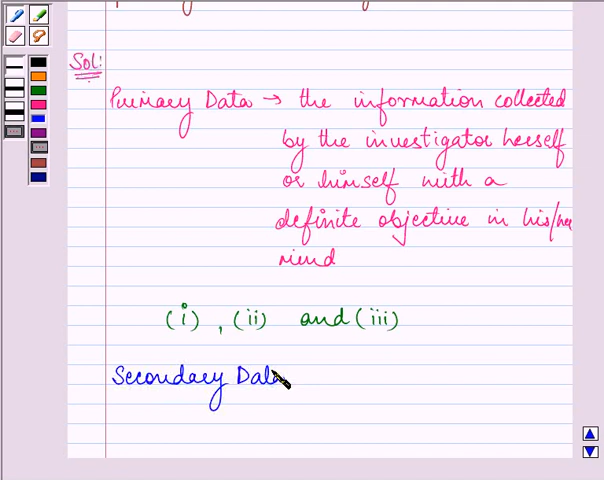 Sol:
Primary Data → the information collected
by the investigator herself
or himself with a
definite objective in his/her
mind
(i) , (ii) and (iii)
Secondary Data